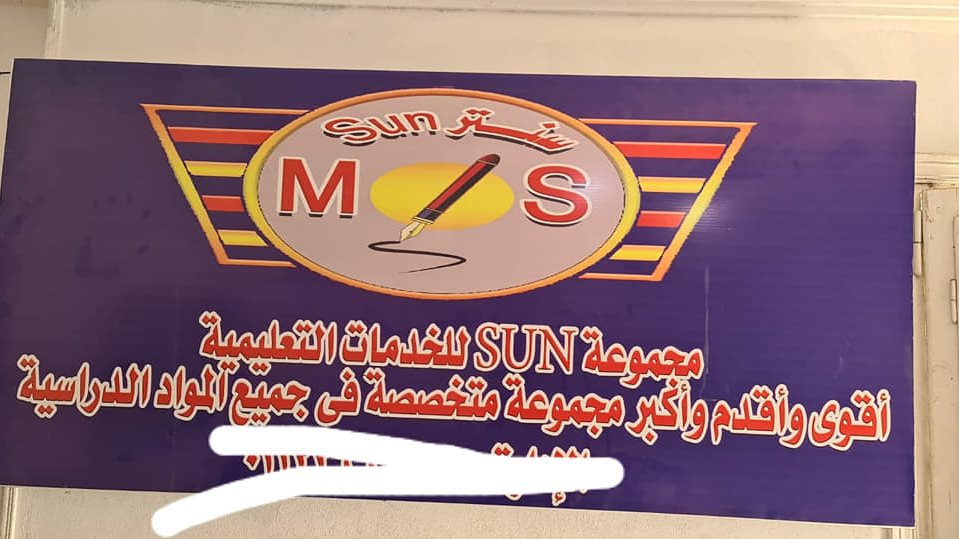 سنتر Sun
M S
مجموعة SUN للخدمات التعليمية
أقوى وأقدم وأكبر مجموعة متخصصة فى جميع المواد الدراسية